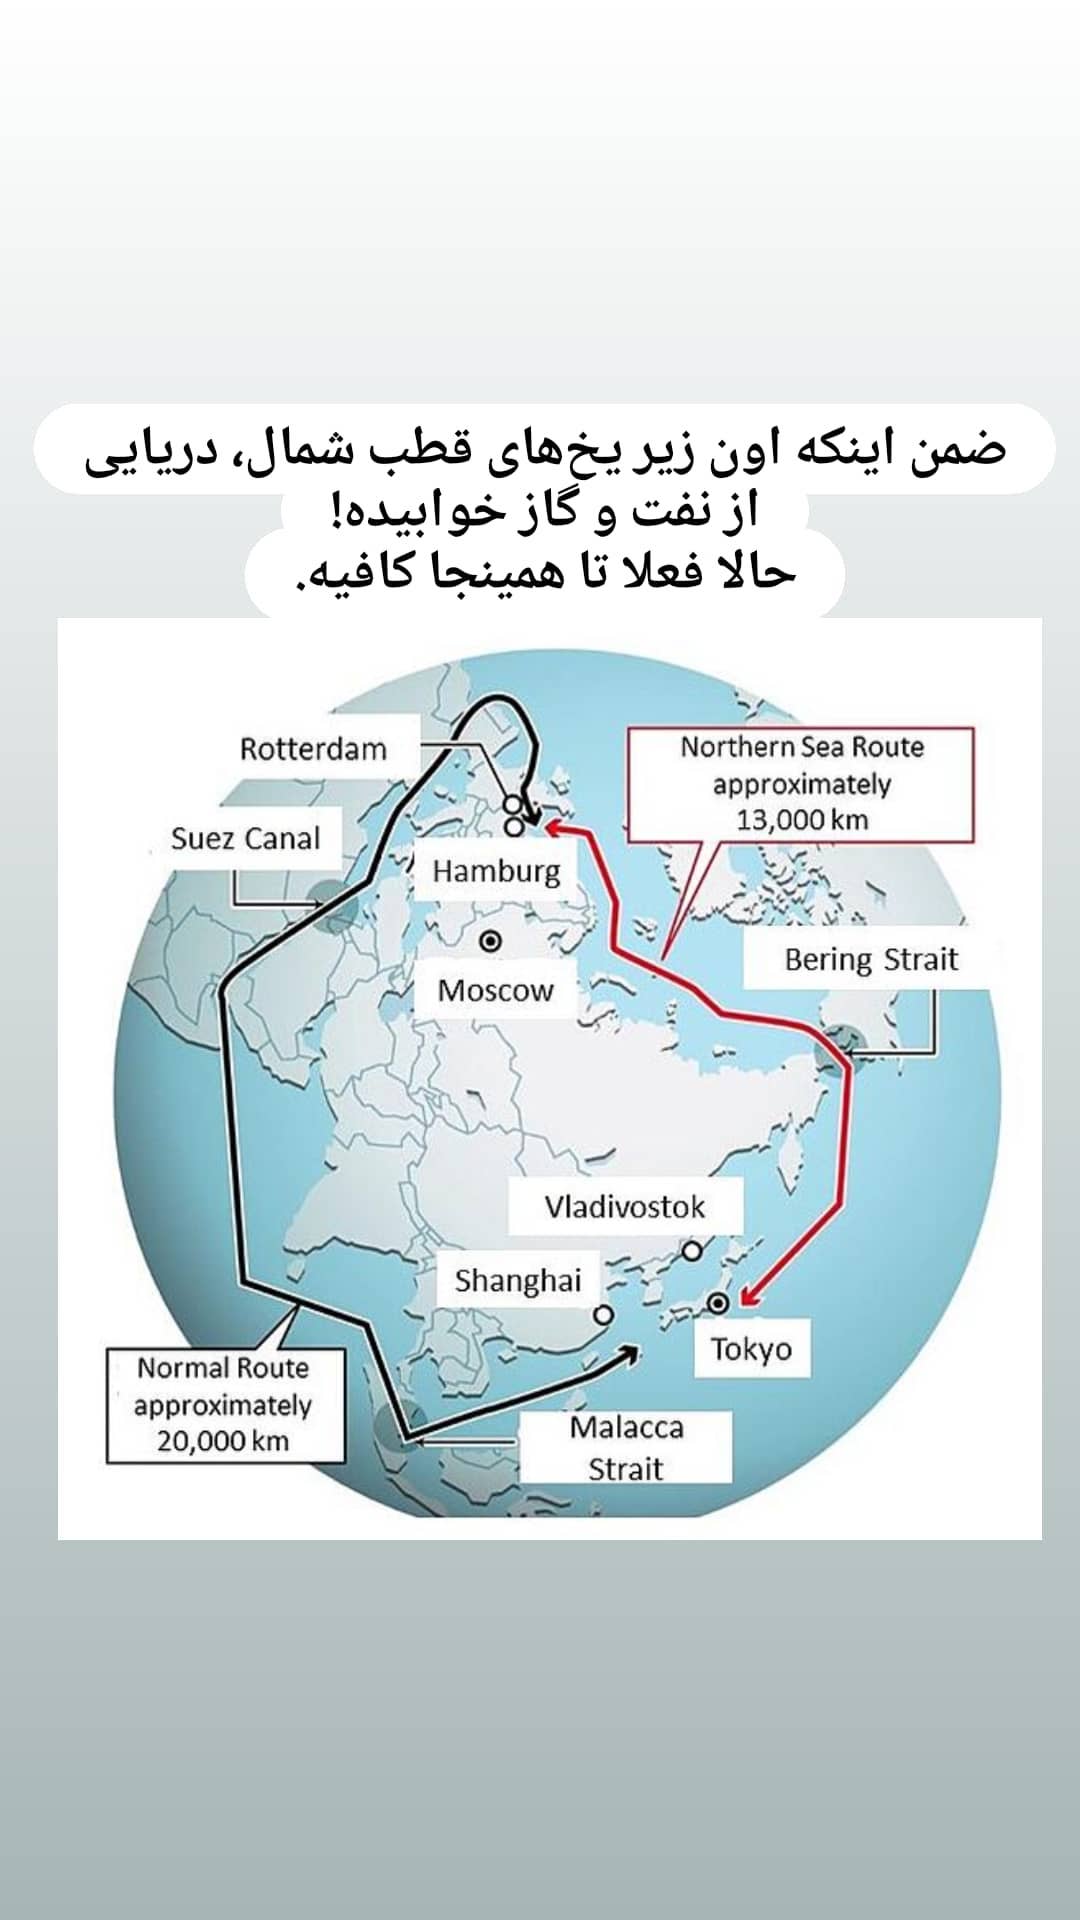 ضمن اینکه اون زیر یخ‌های قطب شمال، دریایی
از نفت و گاز خوابیده!
حالا فعلا تا همینجا کافیه.
Rotterdam
Northern Sea Route
approximately
13,000 km
Suez Canal
Hamburg
Bering Strait
Moscow
Vladivostok
Shanghai
Tokyo
Normal Route
approximately
20,000 km
Malacca
Strait